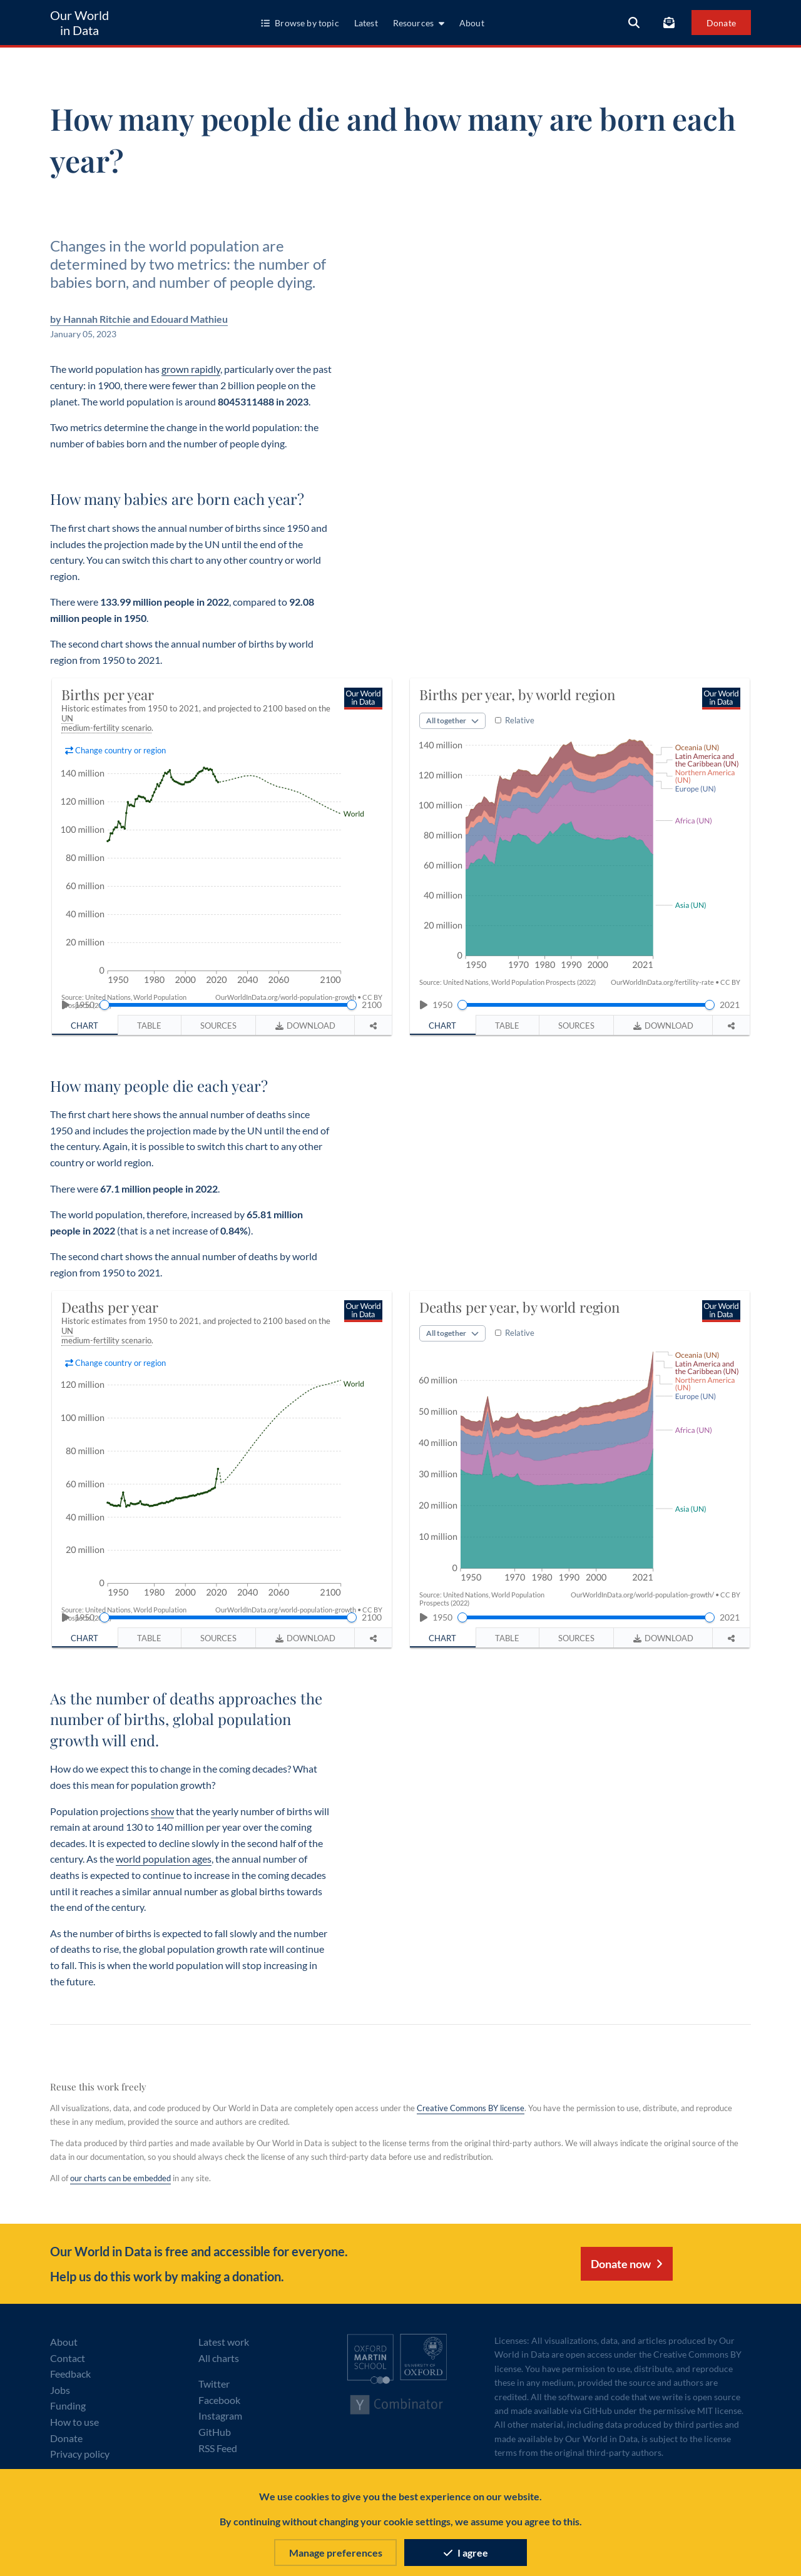 Our World
in Data
Browse by topic
Latest
Resources
About
Donate
How many people die and how many are born each
year?
Changes in the world population are
determined by two metrics: the number of
babies born, and number of people dying.
by Hannah Ritchie and Edouard Mathieu
January 05, 2023
The world population has grown rapidly, particularly over the past
century: in 1900, there were fewer than 2 billion people on the
planet. The world population is around 8045311488 in 2023.
Two metrics determine the change in the world population: the
number of babies born and the number of people dying.
How many babies are born each year?
The first chart shows the annual number of births since 1950 and
includes the projection made by the UN until the end of the
century. You can switch this chart to any other country or world
region.
There were 133.99 million people in 2022, compared to 92.08
million people in 1950.
The second chart shows the annual number of births by world
region from 1950 to 2021.
Births per year
Our World
in Data
Historic estimates from 1950 to 2021, and projected to 2100 based on the
UN
medium-fertility scenario.
Change country or region
140 million
120 million
100 million
80 million
60 million
40 million
20 million
0
World
1950 1980 2000 2020 2040 2060 2100
Source: United Nations, World Population
OurWorldInData.org/world-population-growth • CC BY
1950
2100
CHART
TABLE
SOURCES
DOWNLOAD
Births per year, by world region
Our World
in Data
All together
Relative
140 million
120 million
100 million
80 million
60 million
40 million
20 million
0
Oceania (UN)
Latin America and
the Caribbean (UN)
Northern America
(UN)
Europe (UN)
Africa (UN)
Asia (UN)
1950 1970 1980 1990 2000 2021
Source: United Nations, World Population Prospects (2022)
OurWorldInData.org/fertility-rate • CC BY
1950
2021
CHART
TABLE
SOURCES
DOWNLOAD
How many people die each year?
The first chart here shows the annual number of deaths since
1950 and includes the projection made by the UN until the end of
the century. Again, it is possible to switch this chart to any other
country or world region.
There were 67.1 million people in 2022.
The world population, therefore, increased by 65.81 million
people in 2022 (that is a net increase of 0.84%).
The second chart shows the annual number of deaths by world
region from 1950 to 2021.
Deaths per year
Our World
in Data
Historic estimates from 1950 to 2021, and projected to 2100 based on the
UN
medium-fertility scenario.
Change country or region
120 million
100 million
80 million
60 million
40 million
20 million
0
World
1950 1980 2000 2020 2040 2060 2100
Source: United Nations, World Population
OurWorldInData.org/world-population-growth • CC BY
1950
2100
CHART
TABLE
SOURCES
DOWNLOAD
Deaths per year, by world region
Our World
in Data
All together
Relative
60 million
50 million
40 million
30 million
20 million
10 million
0
Oceania (UN)
Latin America and
the Caribbean (UN)
Northern America
(UN)
Europe (UN)
Africa (UN)
Asia (UN)
1950 1970 1980 1990 2000 2021
Source: United Nations, World Population
Prospects (2022)
OurWorldInData.org/world-population-growth/ • CC BY
1950
2021
CHART
TABLE
SOURCES
DOWNLOAD
As the number of deaths approaches the
number of births, global population
growth will end.
How do we expect this to change in the coming decades? What
does this mean for population growth?
Population projections show that the yearly number of births will
remain at around 130 to 140 million per year over the coming
decades. It is expected to decline slowly in the second half of the
century. As the world population ages, the annual number of
deaths is expected to continue to increase in the coming decades
until it reaches a similar annual number as global births towards
the end of the century.
As the number of births is expected to fall slowly and the number
of deaths to rise, the global population growth rate will continue
to fall. This is when the world population will stop increasing in
the future.
Reuse this work freely
All visualizations, data, and code produced by Our World in Data are completely open access under the Creative Commons BY license. You have the permission to use, distribute, and reproduce
these in any medium, provided the source and authors are credited.
The data produced by third parties and made available by Our World in Data is subject to the license terms from the original third-party authors. We will always indicate the original source of the
data in our documentation, so you should always check the license of any such third-party data before use and redistribution.
All of our charts can be embedded in any site.
Our World in Data is free and accessible for everyone.
Help us do this work by making a donation.
Donate now
About
Contact
Feedback
Jobs
Funding
How to use
Donate
Privacy policy
Latest work
All charts
Twitter
Facebook
Instagram
GitHub
RSS Feed
OXFORD
MARTIN
SCHOOL
UNIVERSITY OF
OXFORD
Y Combinator
Licenses: All visualizations, data, and articles produced by Our
World in Data are open access under the Creative Commons BY
license. You have permission to use, distribute, and reproduce
these in any medium, provided the source and authors are
credited. All the software and code that we write is open source
and made available via GitHub under the permissive MIT license.
All other material, including data produced by third parties and
made available by Our World in Data, is subject to the license
terms from the original third-party authors.
We use cookies to give you the best experience on our website.
By continuing without changing your cookie settings, we assume you agree to this.
Manage preferences
I agree